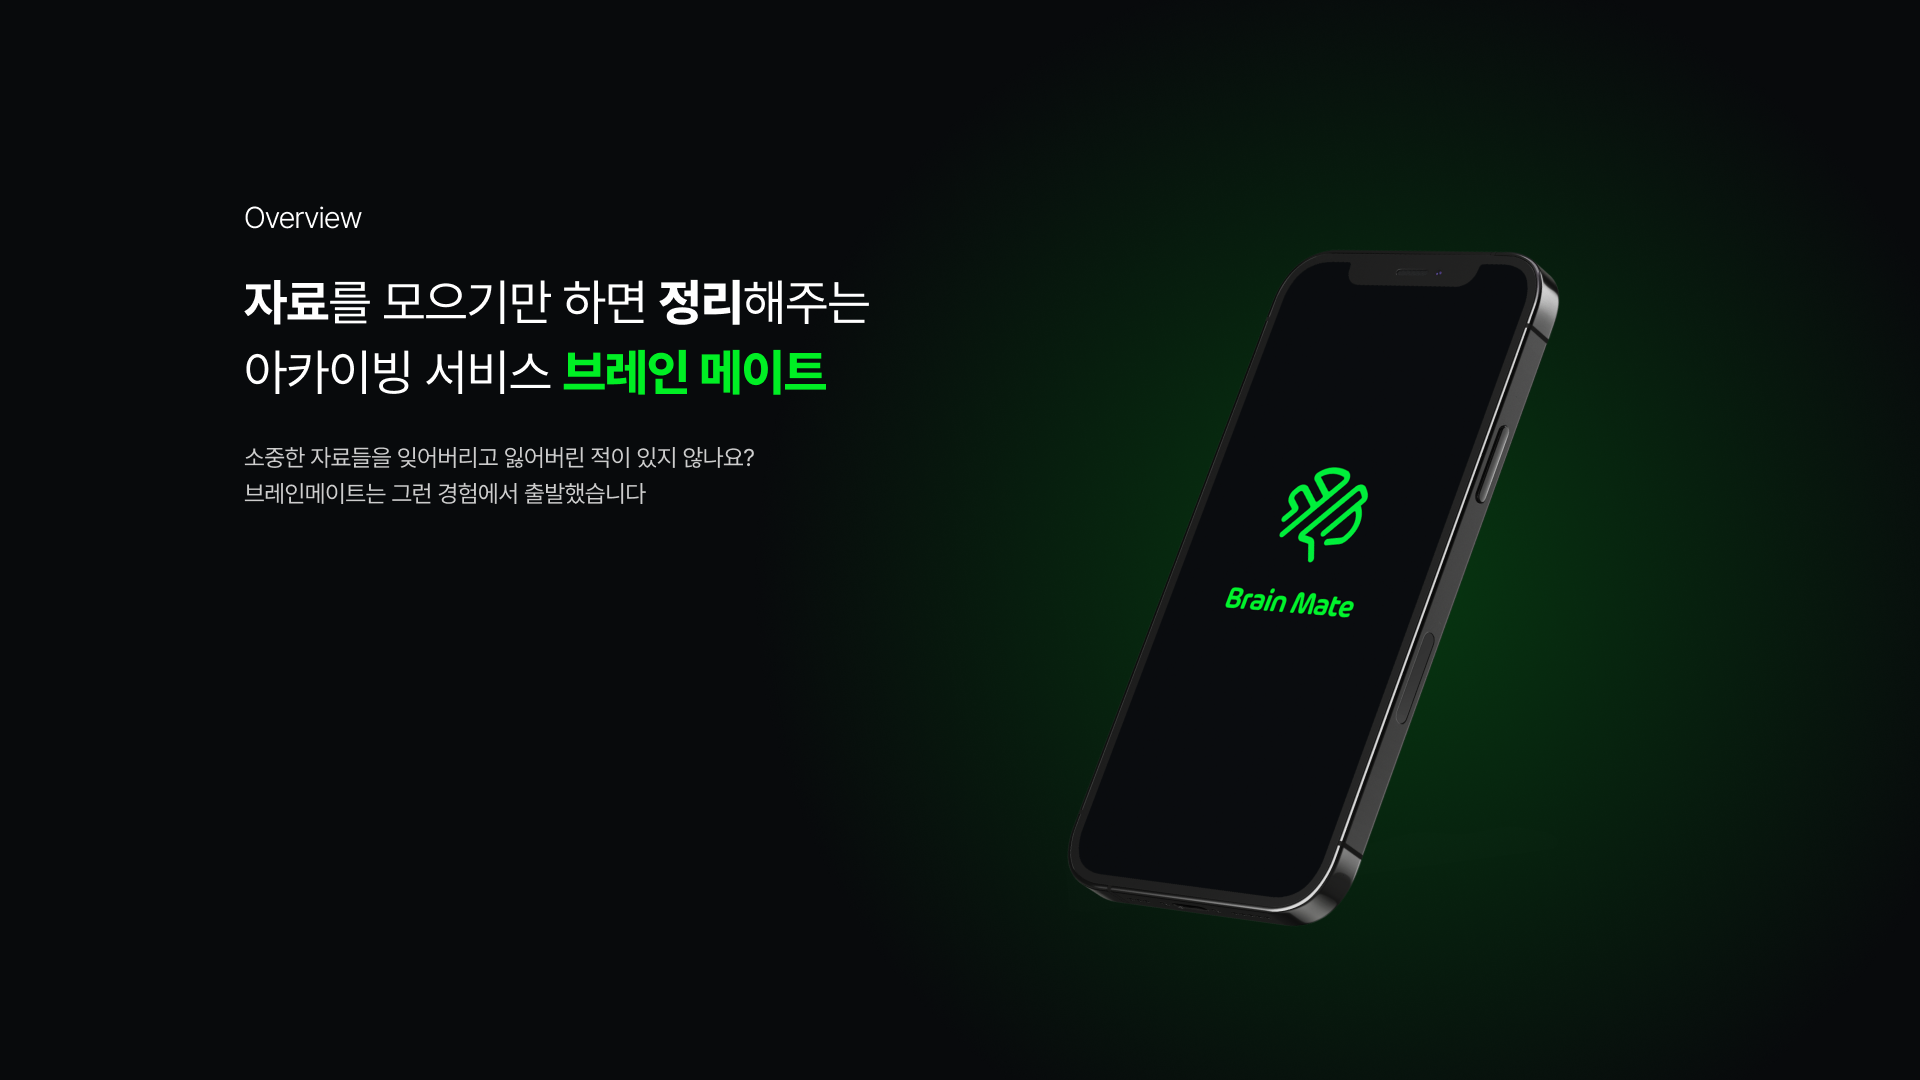 Overview
자료를 모으기만 하면 정리해주는
아카이빙 서비스 브레인 메이트
소중한 자료들을 잊어버리고 잃어버린 적이 있지 않나요?
브레인메이트는 그런 경험에서 출발했습니다
Brain Mate